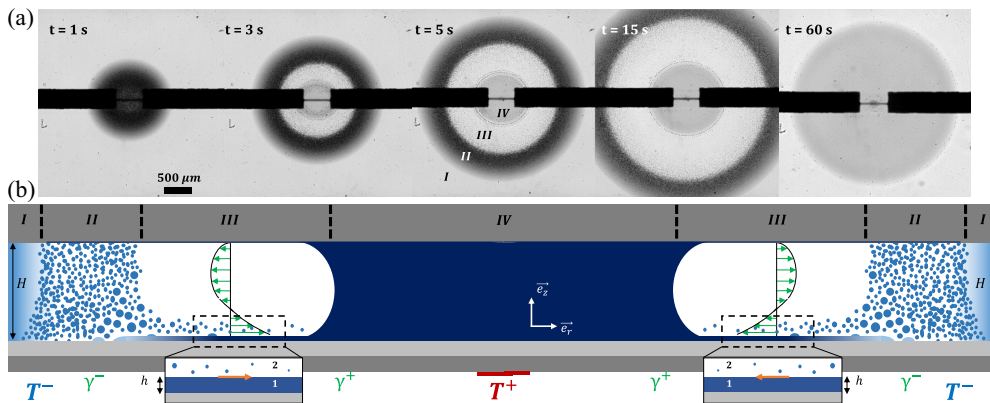 (a)
t = 1 s
t = 3 s
t = 5 s
t = 15 s
t = 60 s
IV
III
II
I
500 μm
(b)
I II III IV III II I
H H
e_z
e_r
2 2
h 1 1 h
T⁻ γ⁻ γ⁺ T⁺ γ⁺ γ⁻ T⁻